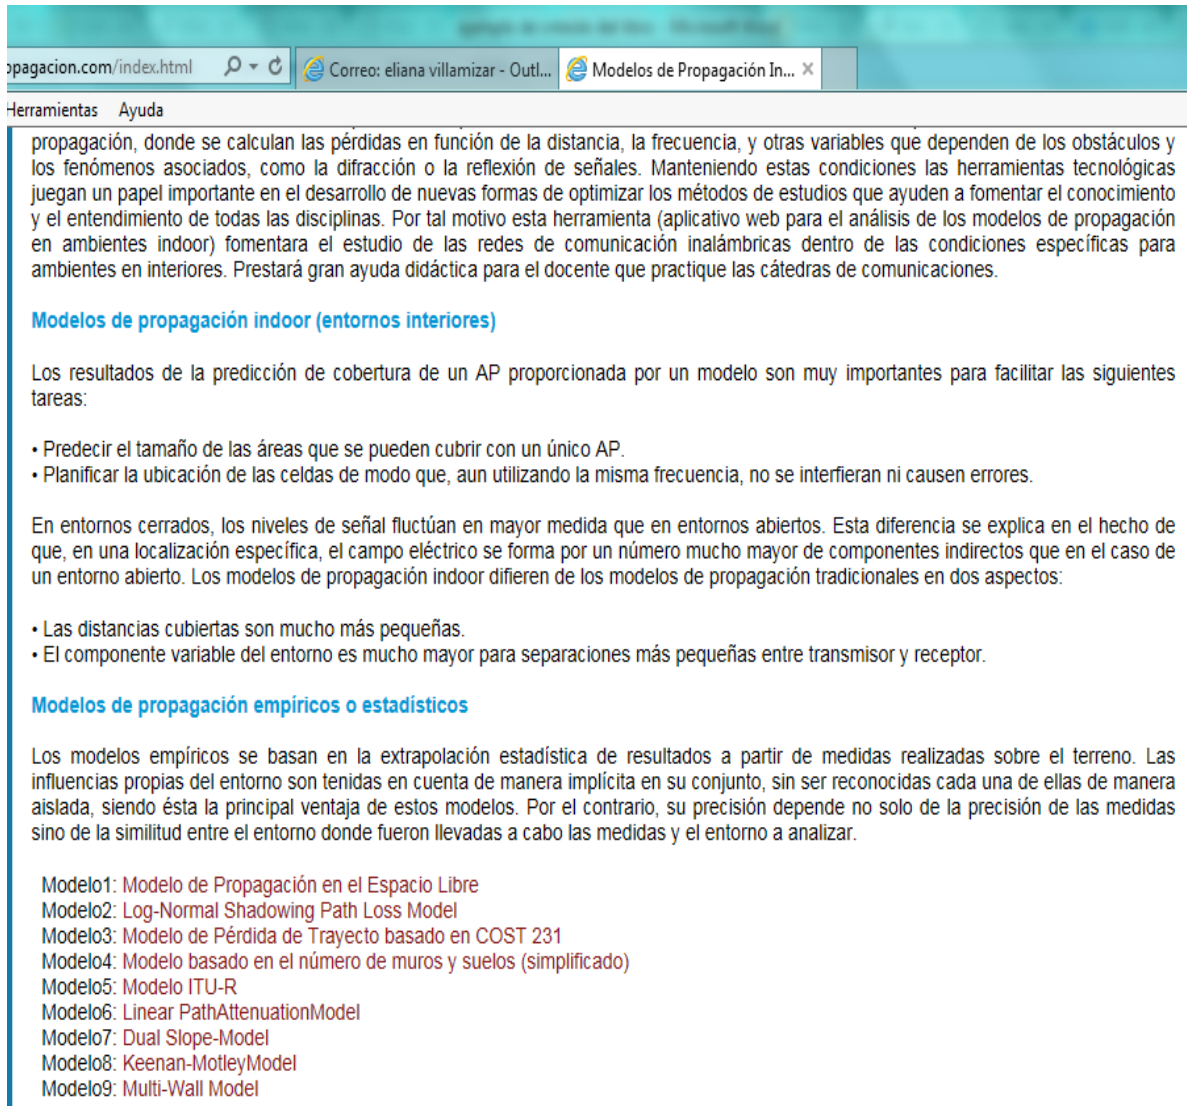 opagacion.com/index.html
Correo: eliana villamizar - Outl...
Modelos de Propagación In...
Herramientas Ayuda
propagación, donde se calculan las pérdidas en función de la distancia, la frecuencia, y otras variables que dependen de los obstáculos y
los fenómenos asociados, como la difracción o la reflexión de señales. Manteniendo estas condiciones las herramientas tecnológicas
juegan un papel importante en el desarrollo de nuevas formas de optimizar los métodos de estudios que ayuden a fomentar el conocimiento
y el entendimiento de todas las disciplinas. Por tal motivo esta herramienta (aplicativo web para el análisis de los modelos de propagación
en ambientes indoor) fomentara el estudio de las redes de comunicación inalámbricas dentro de las condiciones específicas para
ambientes en interiores. Prestará gran ayuda didáctica para el docente que practique las cátedras de comunicaciones.
Modelos de propagación indoor (entornos interiores)
Los resultados de la predicción de cobertura de un AP proporcionada por un modelo son muy importantes para facilitar las siguientes
tareas:
• Predecir el tamaño de las áreas que se pueden cubrir con un único AP.
• Planificar la ubicación de las celdas de modo que, aun utilizando la misma frecuencia, no se interfieran ni causen errores.
En entornos cerrados, los niveles de señal fluctúan en mayor medida que en entornos abiertos. Esta diferencia se explica en el hecho de
que, en una localización específica, el campo eléctrico se forma por un número mucho mayor de componentes indirectos que en el caso de
un entorno abierto. Los modelos de propagación indoor difieren de los modelos de propagación tradicionales en dos aspectos:
• Las distancias cubiertas son mucho más pequeñas.
• El componente variable del entorno es mucho mayor para separaciones más pequeñas entre transmisor y receptor.
Modelos de propagación empíricos o estadísticos
Los modelos empíricos se basan en la extrapolación estadística de resultados a partir de medidas realizadas sobre el terreno. Las
influencias propias del entorno son tenidas en cuenta de manera implícita en su conjunto, sin ser reconocidas cada una de ellas de manera
aislada, siendo ésta la principal ventaja de estos modelos. Por el contrario, su precisión depende no solo de la precisión de las medidas
sino de la similitud entre el entorno donde fueron llevadas a cabo las medidas y el entorno a analizar.
Modelo1: Modelo de Propagación en el Espacio Libre
Modelo2: Log-Normal Shadowing Path Loss Model
Modelo3: Modelo de Pérdida de Trayecto basado en COST 231
Modelo4: Modelo basado en el número de muros y suelos (simplificado)
Modelo5: Modelo ITU-R
Modelo6: Linear PathAttenuationModel
Modelo7: Dual Slope-Model
Modelo8: Keenan-MotleyModel
Modelo9: Multi-Wall Model